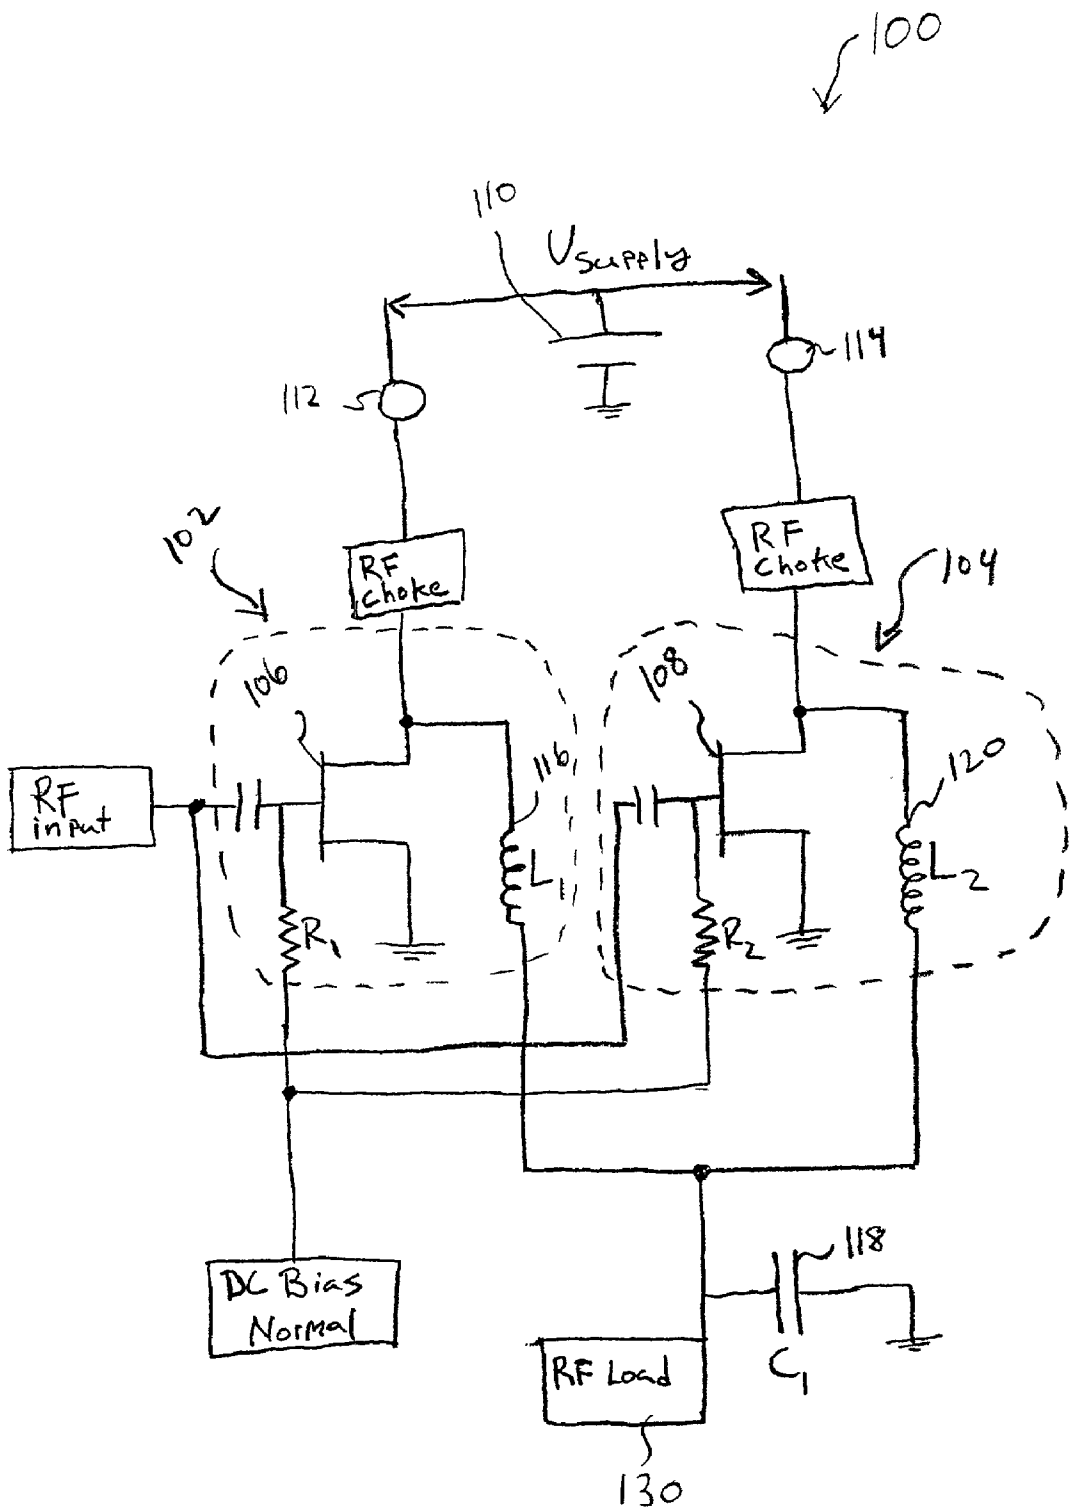 100
110
Vsupply
114
112
102
RF
choke
RF
choke
104
106
108
116
120
RF
input
L1
L2
R1
R2
118
DC Bias
Normal
C1
RF Load
130